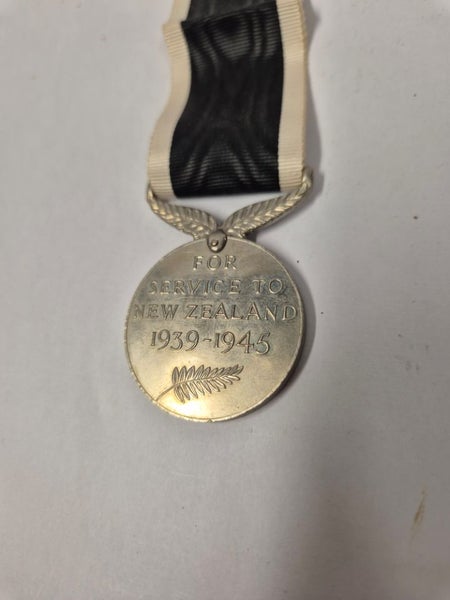 FOR
SERVICE TO
NEW ZEALAND
1939~1945